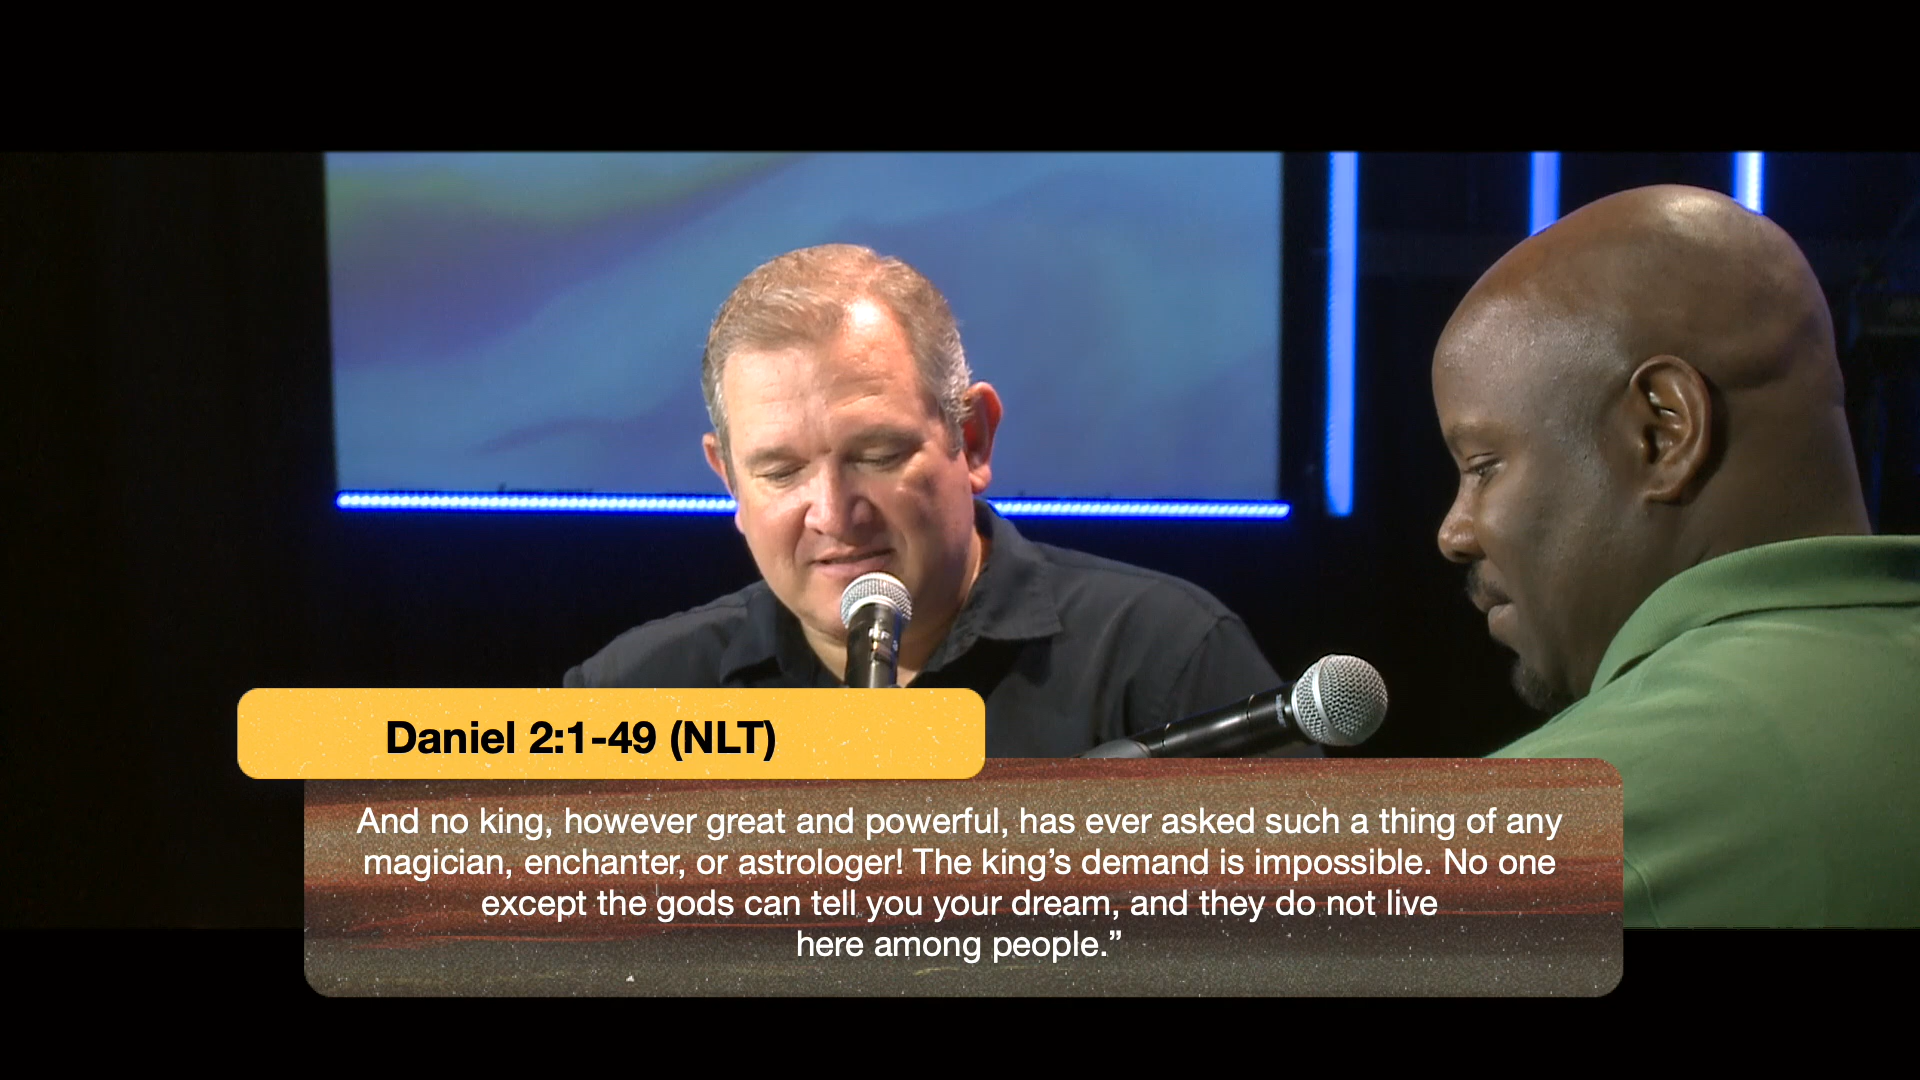 Daniel 2:1-49 (NLT)
And no king, however great and powerful, has ever asked such a thing of any
magician, enchanter, or astrologer! The king’s demand is impossible. No one
except the gods can tell you your dream, and they do not live
here among people.”